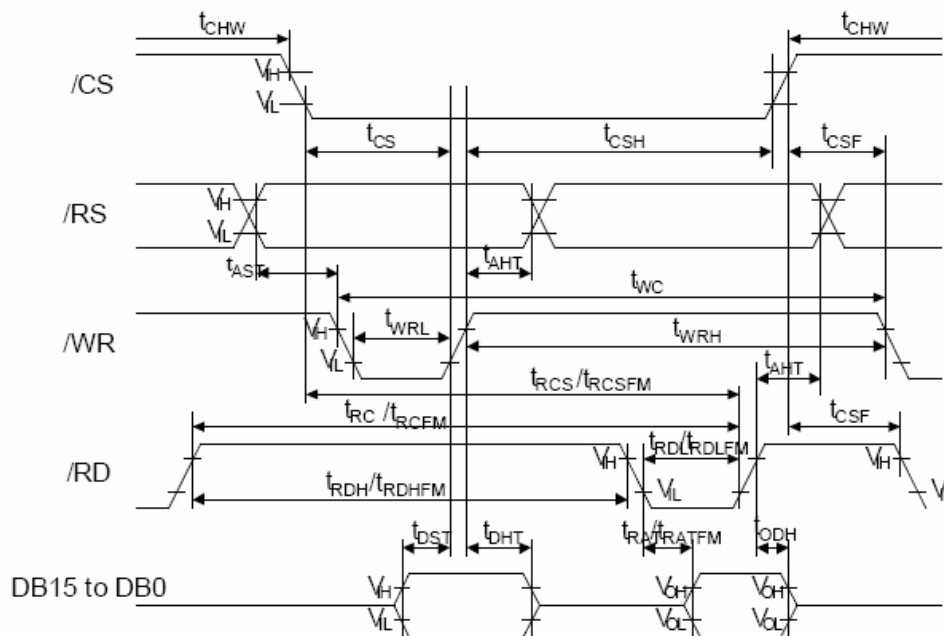 tCHW tCHW
/CS VIH
VIL
tCS tCSH tCSF
/RS VIH
VIL
tAST tAHT tWC
/WR VIH tWRL tWRH
VIL
tRCS/tRCSFM tAHT
tRC /tRCFM tCSF
/RD VIH tRDL/tRDLFM VIH
tRDH/tRDHFM VIL
tDST tDHT tRAT/tRATFM tODH
DB15 to DB0 VIH VOH VOH
VIL VOL VOL